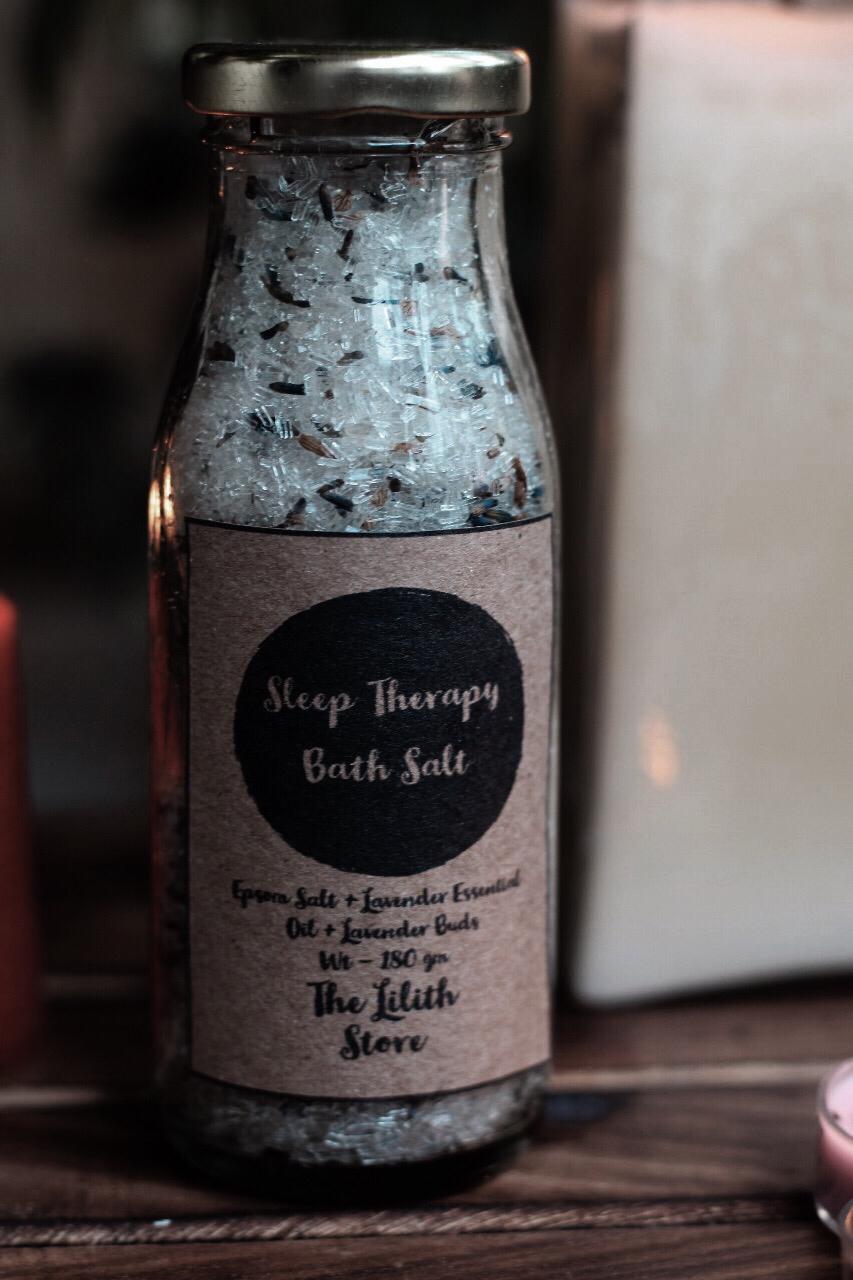 Sleep Therapy
Bath Salt
Epsom Salt + Lavender Essential
Oil + Lavender Buds
Wt - 180 gm
The Lilith
Store